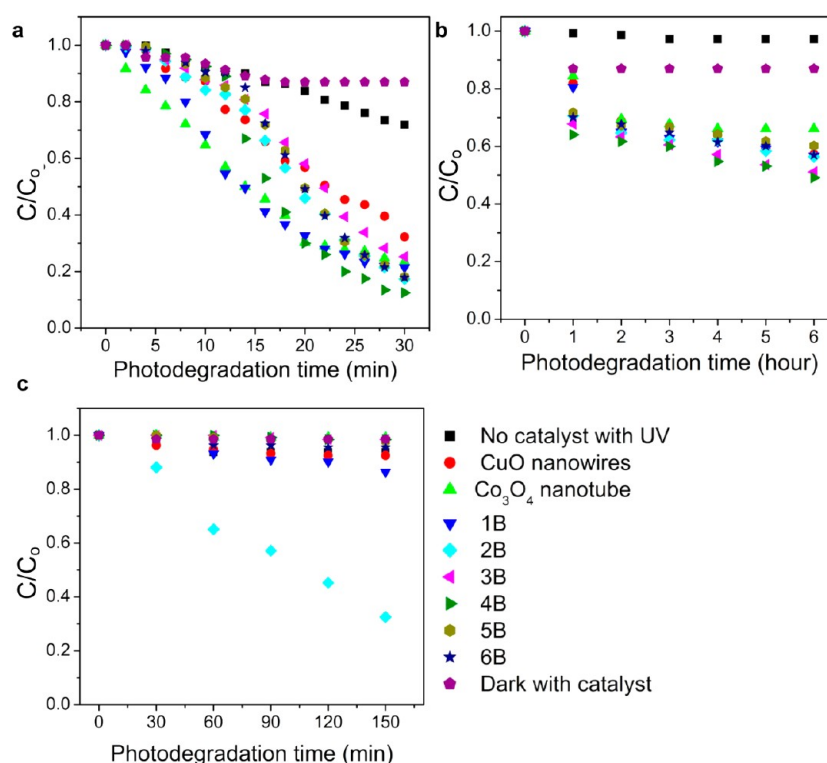 a
1.0
0.8
0.6
0.4
0.2
0.0
C/Co-
0 5 10 15 20 25 30
Photodegradation time (min)
b
1.0
0.8
0.6
0.4
0.2
0.0
C/Co
0 1 2 3 4 5 6
Photodegradation time (hour)
c
1.0
0.8
0.6
0.4
0.2
0.0
C/Co
0 30 60 90 120 150
Photodegradation time (min)
No catalyst with UV
CuO nanowires
Co3O4 nanotube
1B
2B
3B
4B
5B
6B
Dark with catalyst